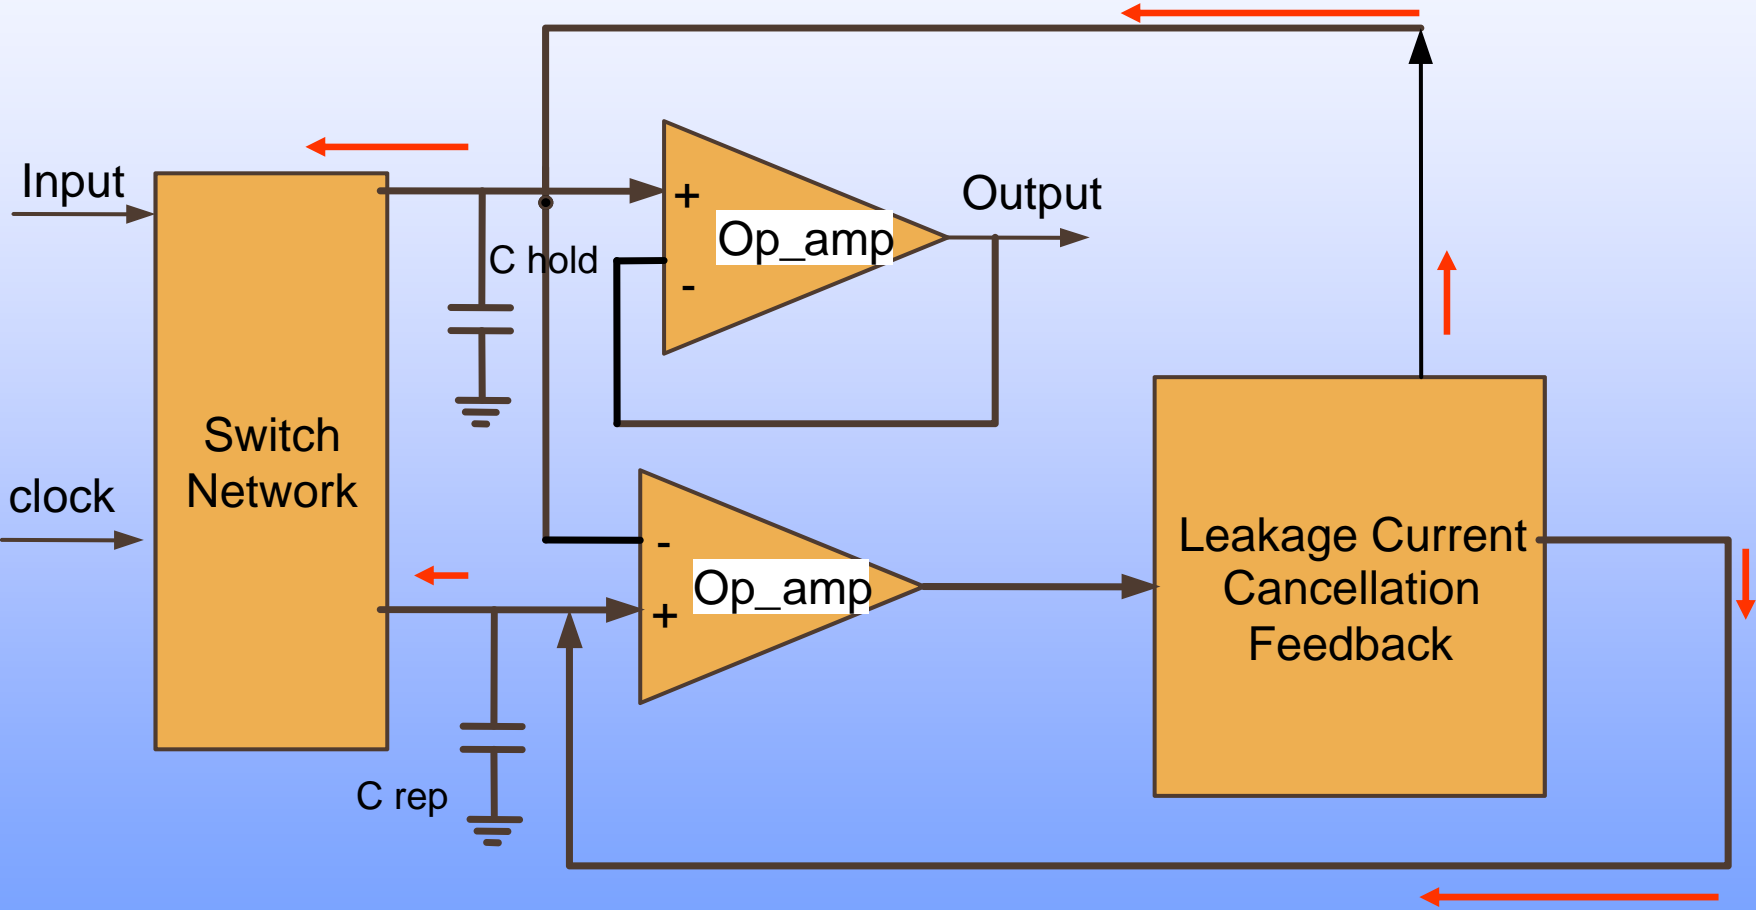 Input
+
Op_amp
-
Output
C hold
Switch
Network
clock
-
Op_amp
+
Leakage Current
Cancellation
Feedback
C rep